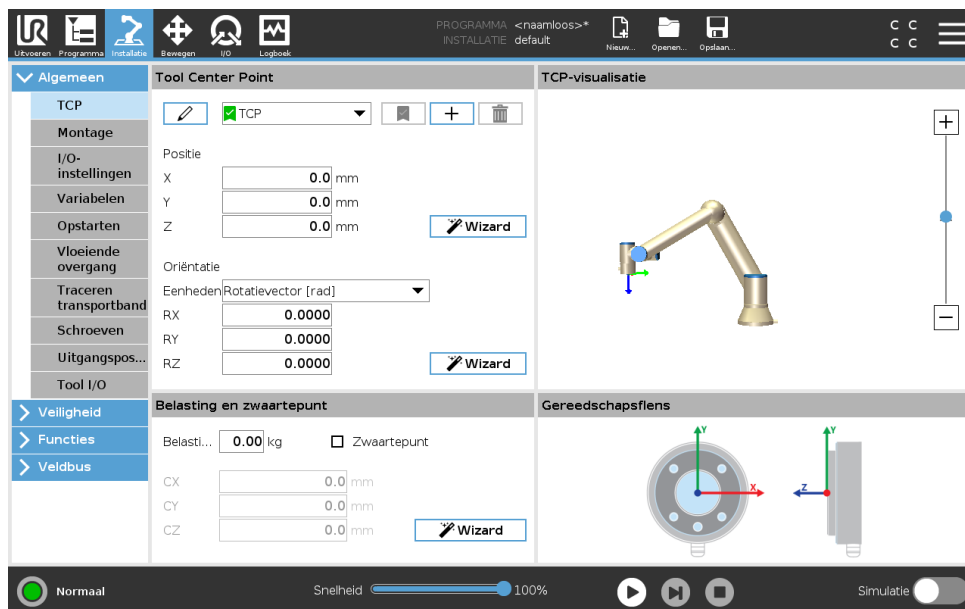 PROGRAMMA <naamloos>*
INSTALLATIE default
UR
Uitvoeren
Programma
Installatie
Bewegen
I/O
Logboek
Nieuw...
Openen...
Opslaan...
C C
C C
Algemeen
TCP
Montage
I/O-
instellingen
Variabelen
Opstarten
Vloeiende
overgang
Traceren
transportband
Schroeven
Uitgangspos...
Tool I/O
Veiligheid
Functies
Veldbus
Tool Center Point
TCP
Positie
X 0.0 mm
Y 0.0 mm
Z 0.0 mm
Wizard
Oriëntatie
Eenheden Rotatievector [rad]
RX 0.0000
RY 0.0000
RZ 0.0000
Wizard
Belasting en zwaartepunt
Belasti... 0.00 kg Zwaartepunt
CX 0.0 mm
CY 0.0 mm
CZ 0.0 mm
Wizard
TCP-visualisatie
Gereedschapsflens
Y
X
Y
Z
Normaal
Snelheid 100%
Simulatie